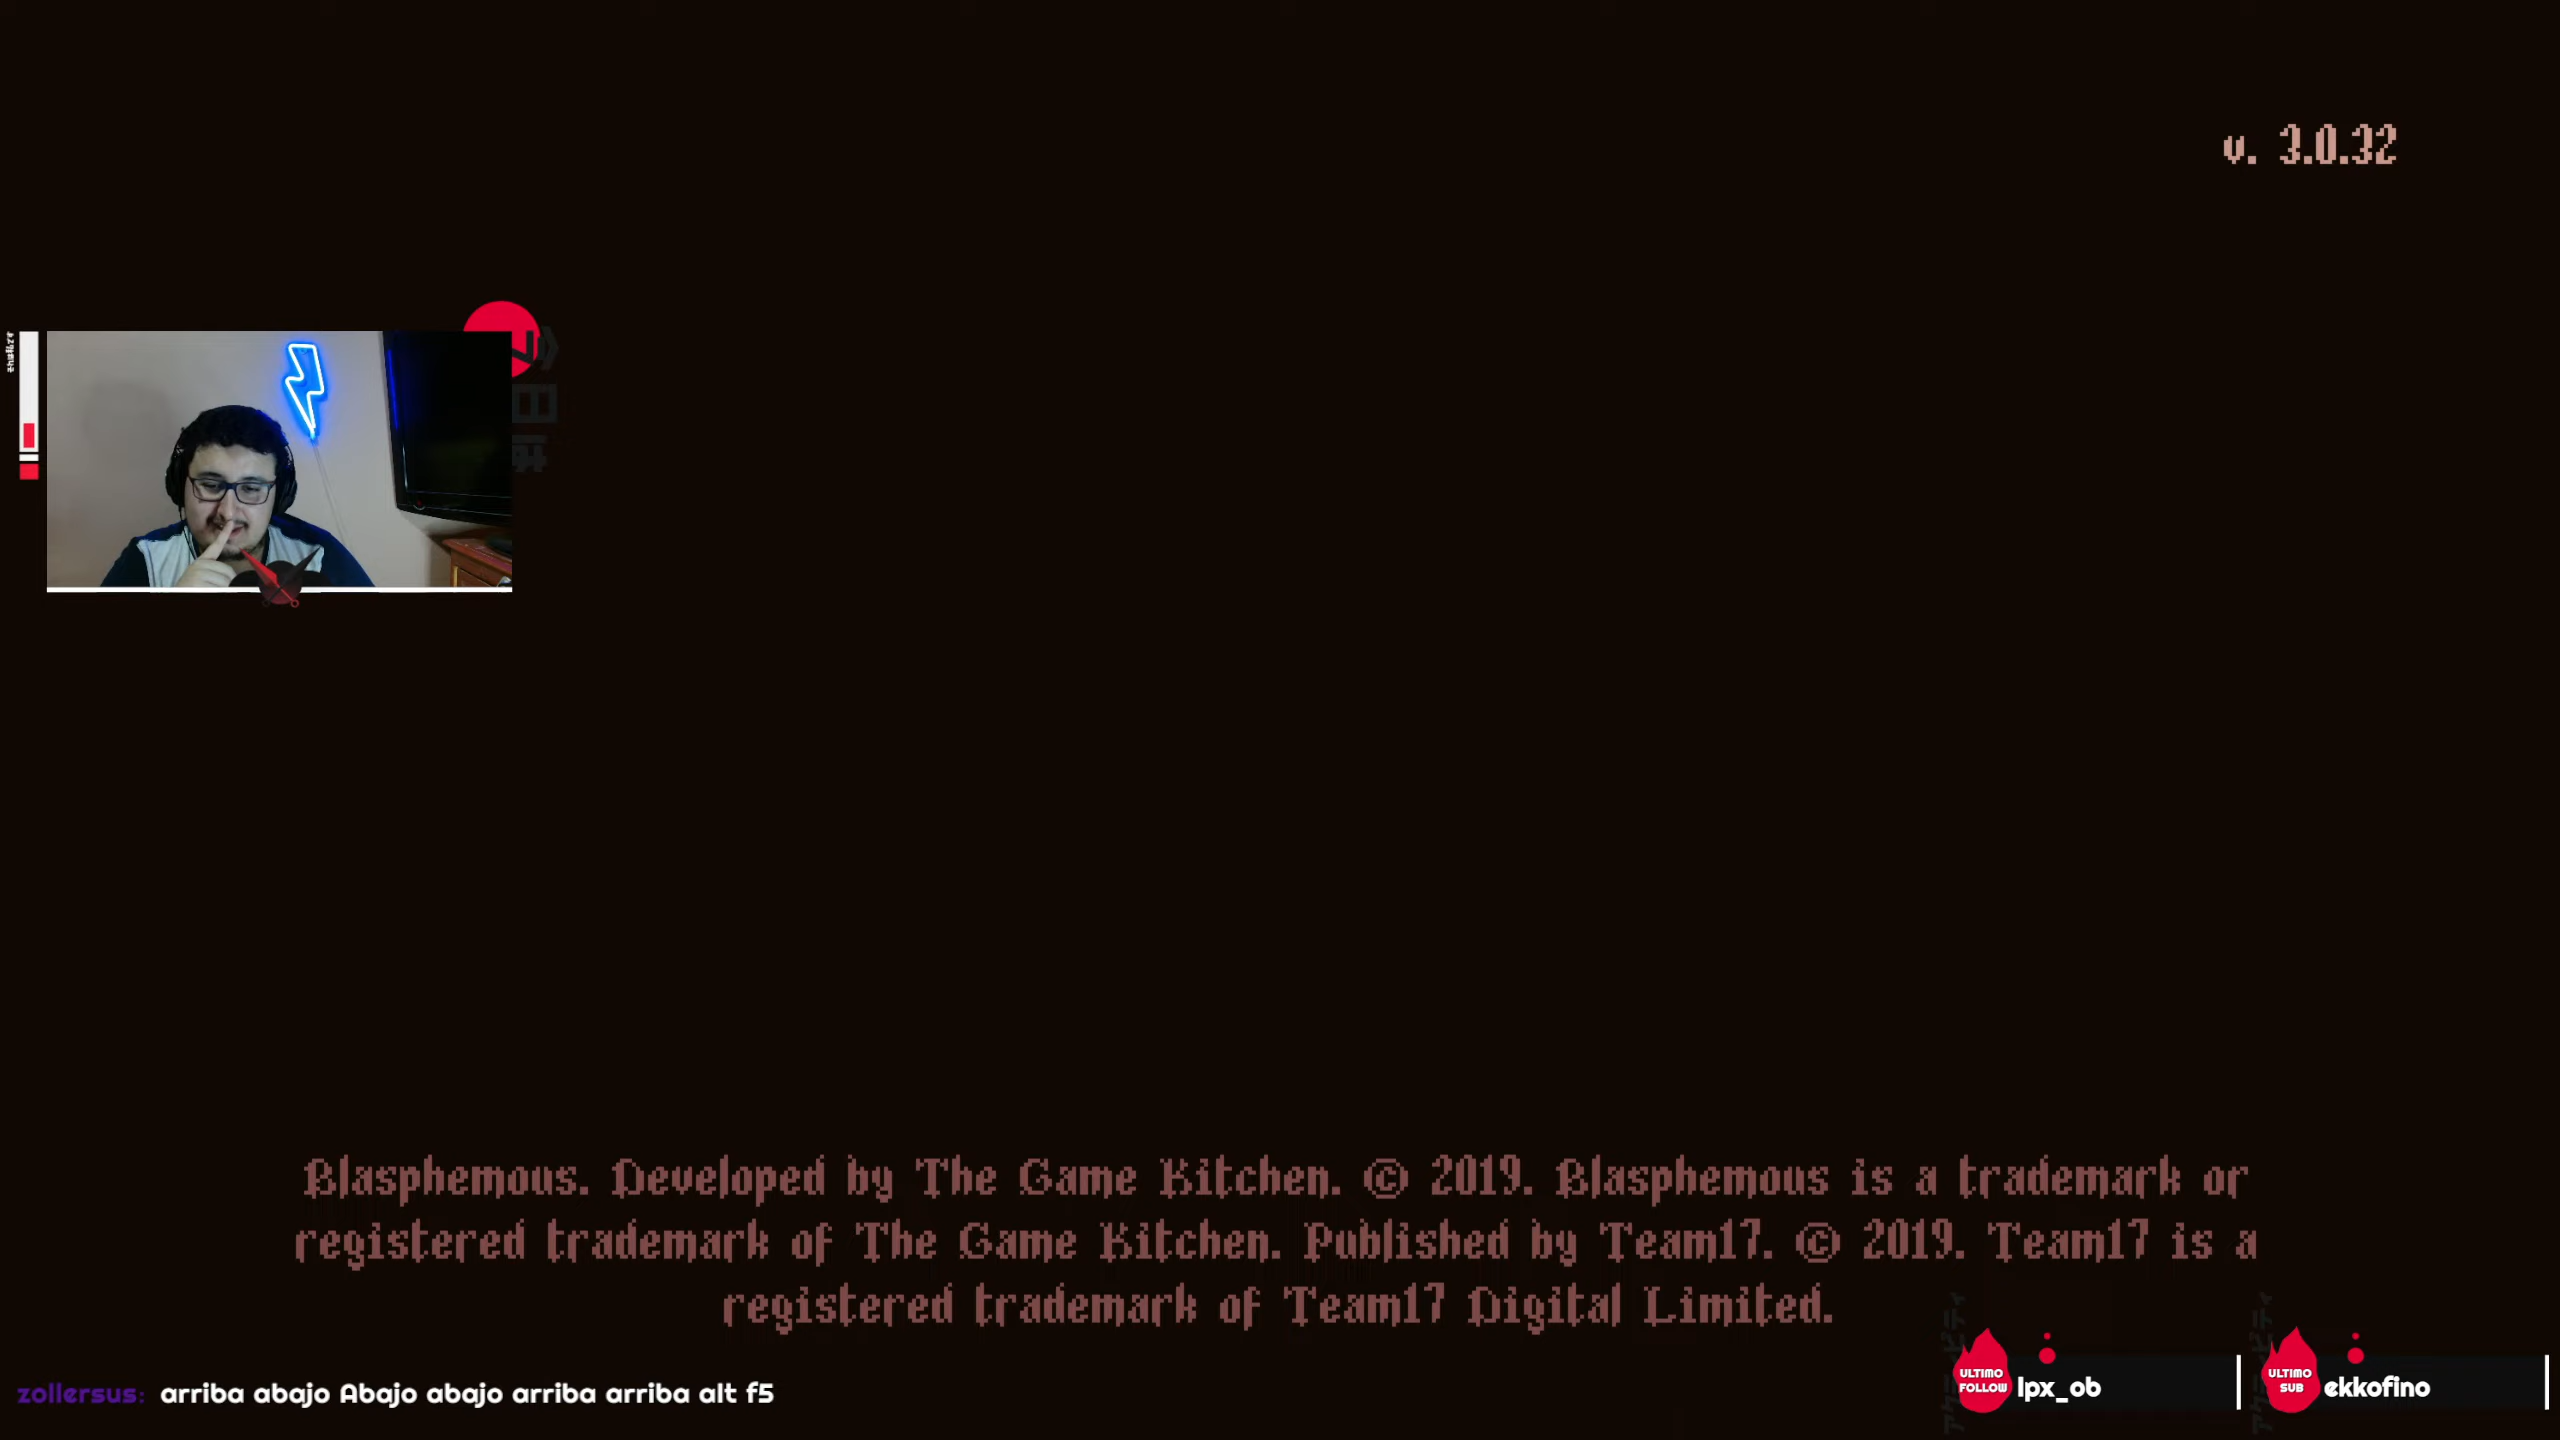 v. 3.0.32
Blasphemous. Developed by The Game Kitchen. © 2019. Blasphemous is a trademark or
registered trademark of The Game Kitchen. Published by Team17. © 2019. Team17 is a
registered trademark of Team17 Digital Limited.
zollersus: arriba abajo Abajo abajo arriba arriba alt f5
ULTIMO
FOLLOW
lpx_ob
ULTIMO
SUB
ekkofino